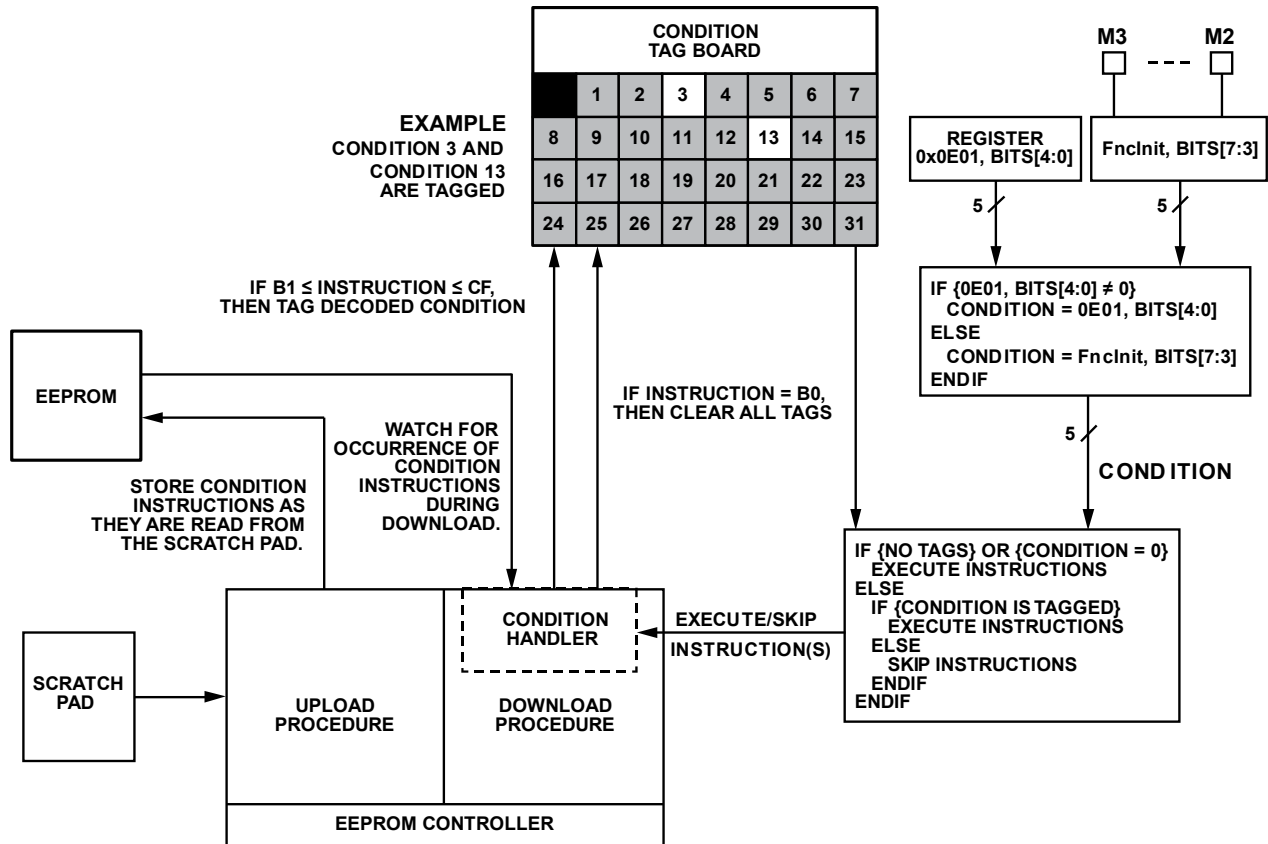 CONDITION
TAG BOARD
1 2 3 4 5 6 7
8 9 10 11 12 13 14 15
16 17 18 19 20 21 22 23
24 25 26 27 28 29 30 31
EXAMPLE
CONDITION 3 AND
CONDITION 13
ARE TAGGED
M3 M2
REGISTER
0x0E01, BITS[4:0]
FncInit, BITS[7:3]
5
5
IF {0E01, BITS[4:0] ≠ 0}
CONDITION = 0E01, BITS[4:0]
ELSE
CONDITION = FncInit, BITS[7:3]
ENDIF
5
CONDITION
IF B1 ≤ INSTRUCTION ≤ CF,
THEN TAG DECODED CONDITION
IF INSTRUCTION = B0,
THEN CLEAR ALL TAGS
EEPROM
WATCH FOR
OCCURRENCE OF
CONDITION
INSTRUCTIONS
DURING
DOWNLOAD.
STORE CONDITION
INSTRUCTIONS AS
THEY ARE READ FROM
THE SCRATCH PAD.
IF {NO TAGS} OR {CONDITION = 0}
EXECUTE INSTRUCTIONS
ELSE
IF {CONDITION IS TAGGED}
EXECUTE INSTRUCTIONS
ELSE
SKIP INSTRUCTIONS
ENDIF
ENDIF
EXECUTE/SKIP
INSTRUCTION(S)
CONDITION
HANDLER
SCRATCH
PAD
UPLOAD
PROCEDURE
DOWNLOAD
PROCEDURE
EEPROM CONTROLLER